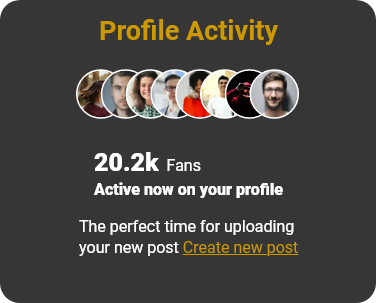 Profile Activity
20.2k Fans
Active now on your profile
The perfect time for uploading
your new post Create new post